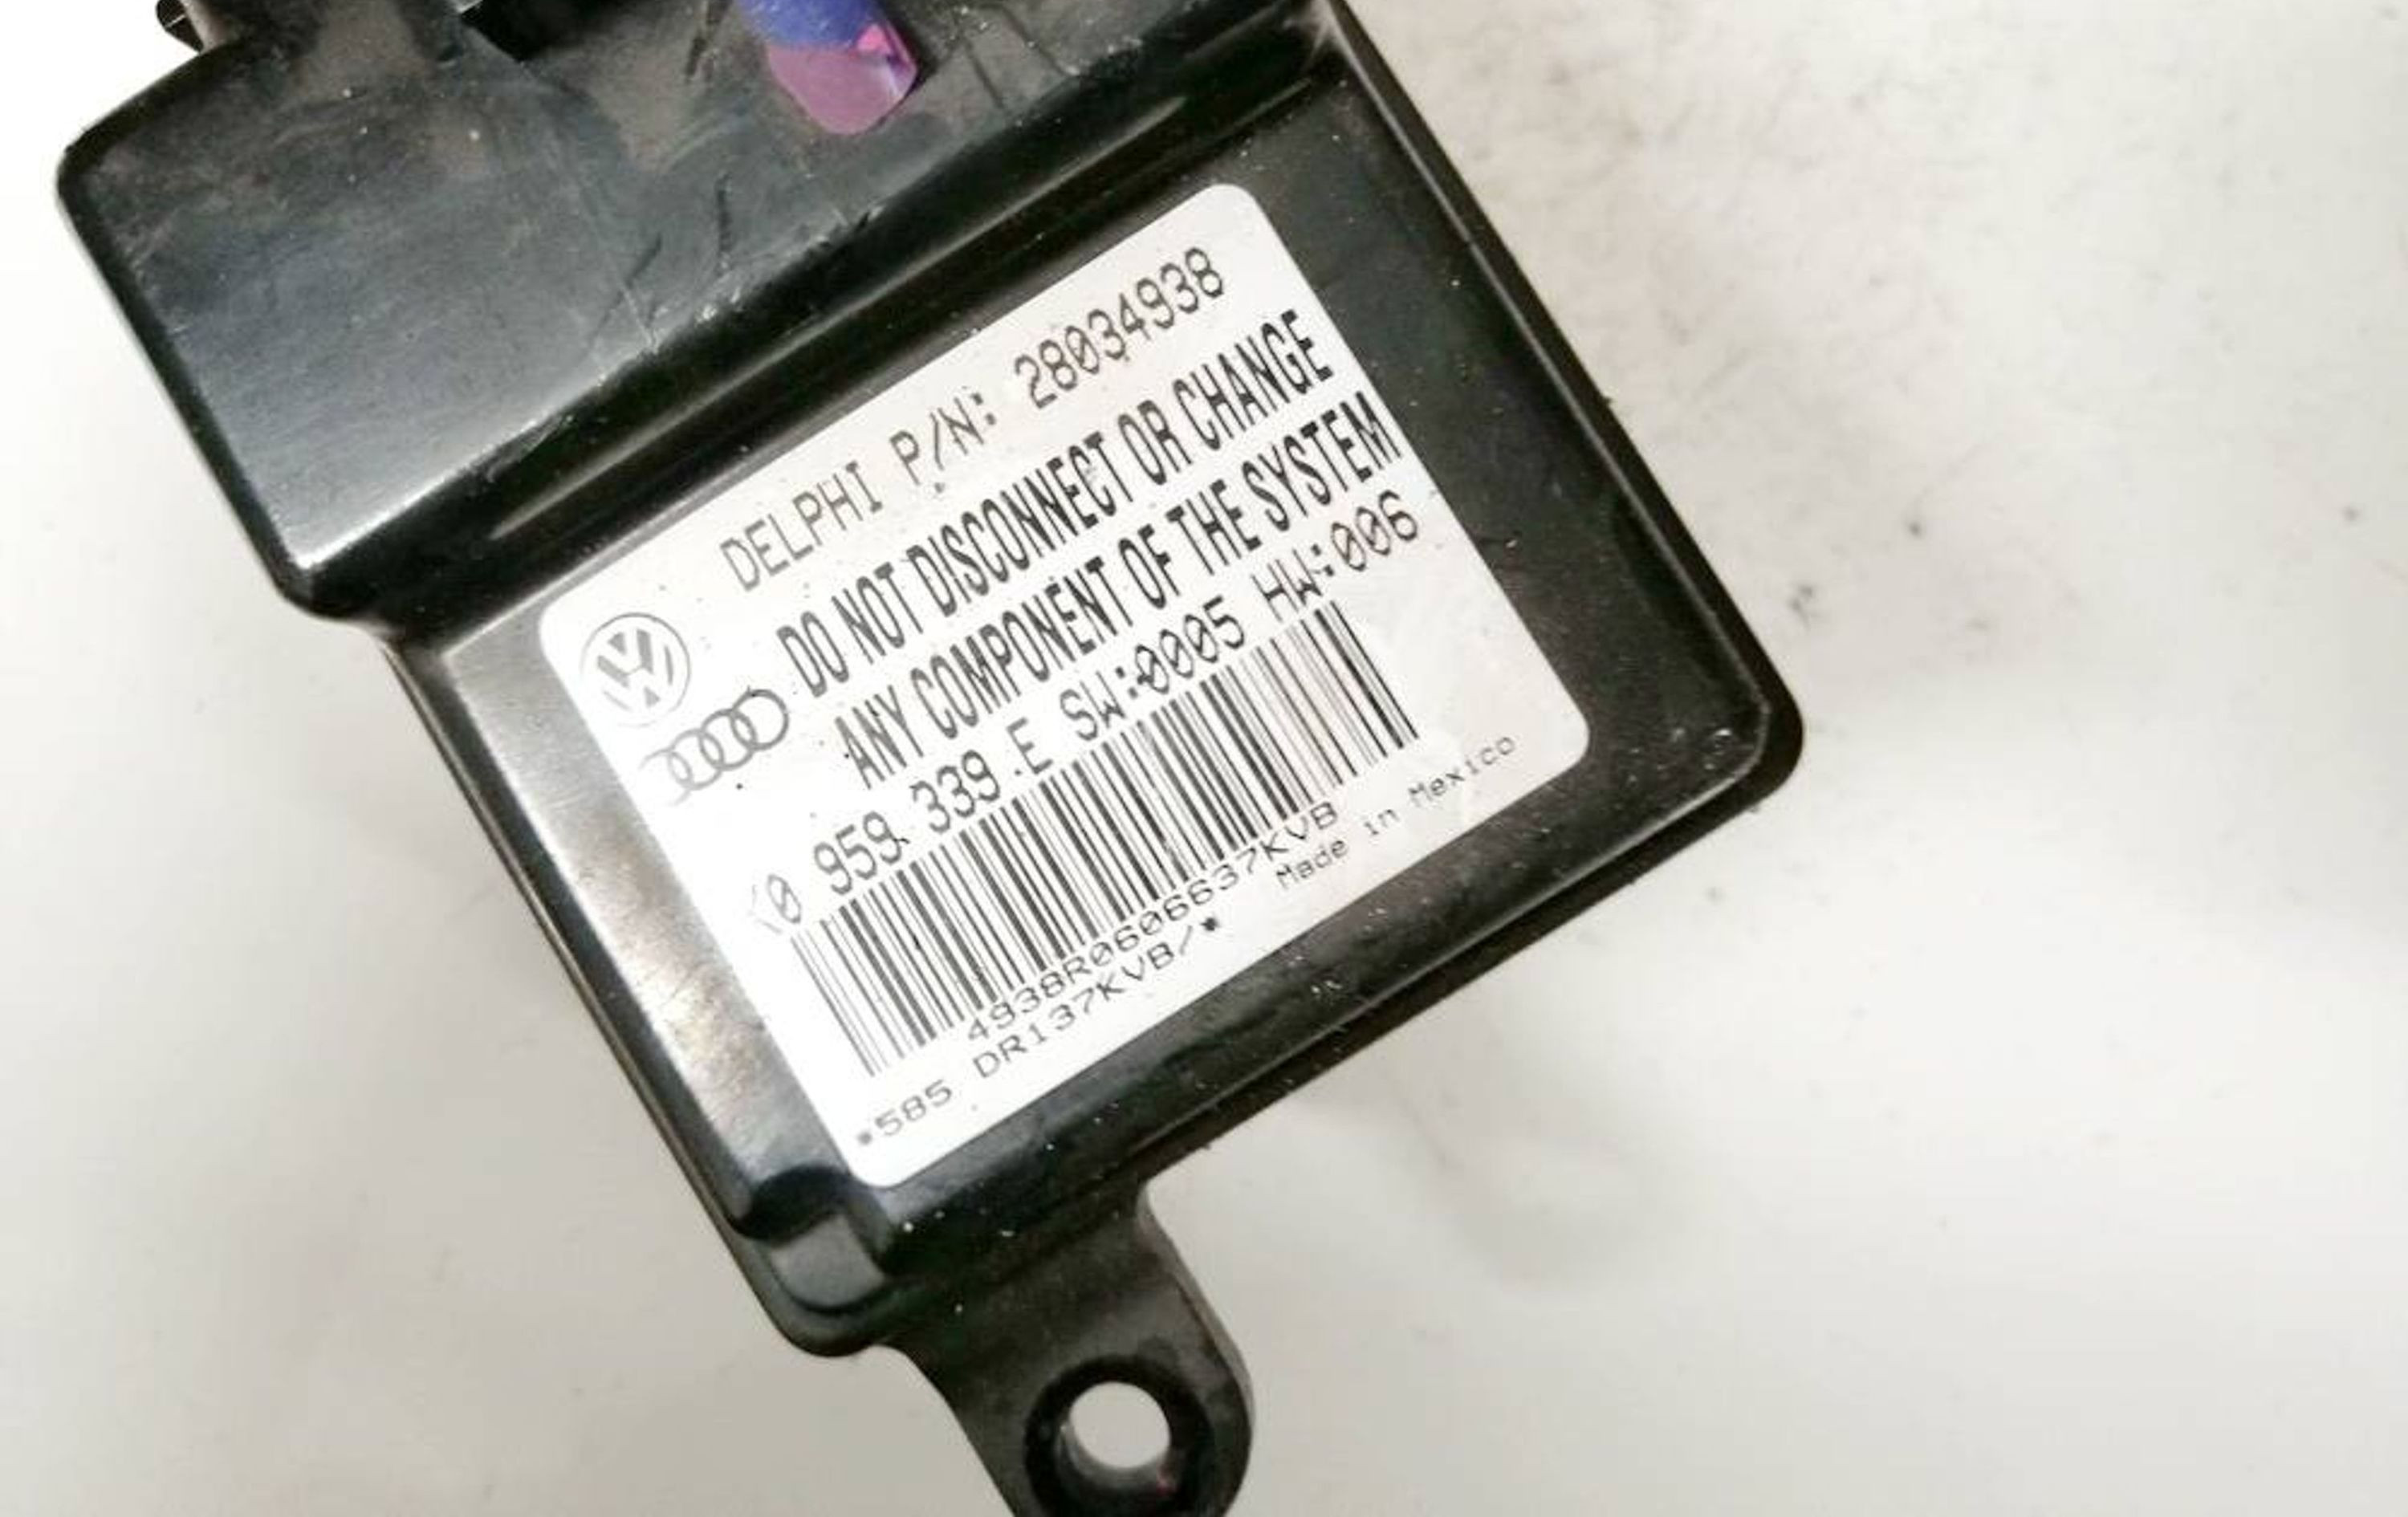 DELPHI P/N: 28034938
DO NOT DISCONNECT OR CHANGE
ANY COMPONENT OF THE SYSTEM
959 339 E SW:0005 HW:006
4938R0606637KVB
Made in Mexico
*585 DR137KVB/*